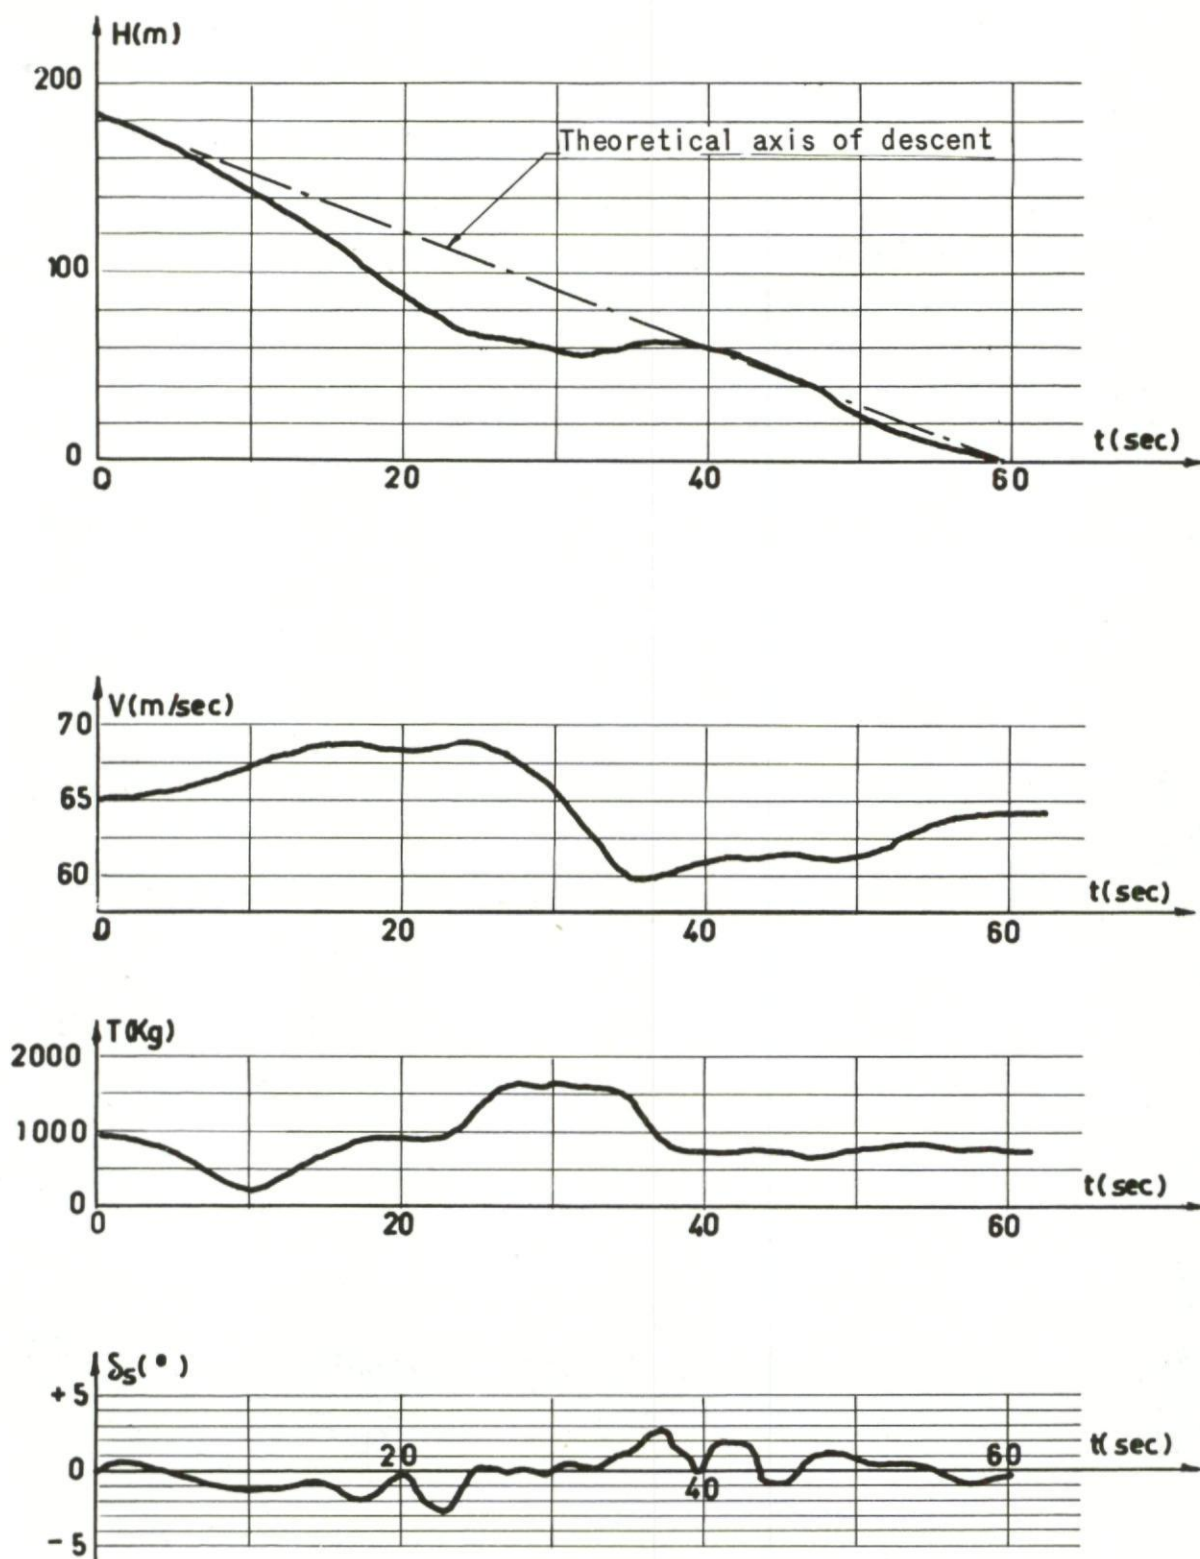 H(m)
200
Theoretical axis of descent
100
0
t(sec)
0 20 40 60
V(m/sec)
70
65
60
t(sec)
0 20 40 60
T(Kg)
2000
1000
0
t(sec)
0 20 40 60
δs(°)
+5
20 60 t(sec)
0
40
-5